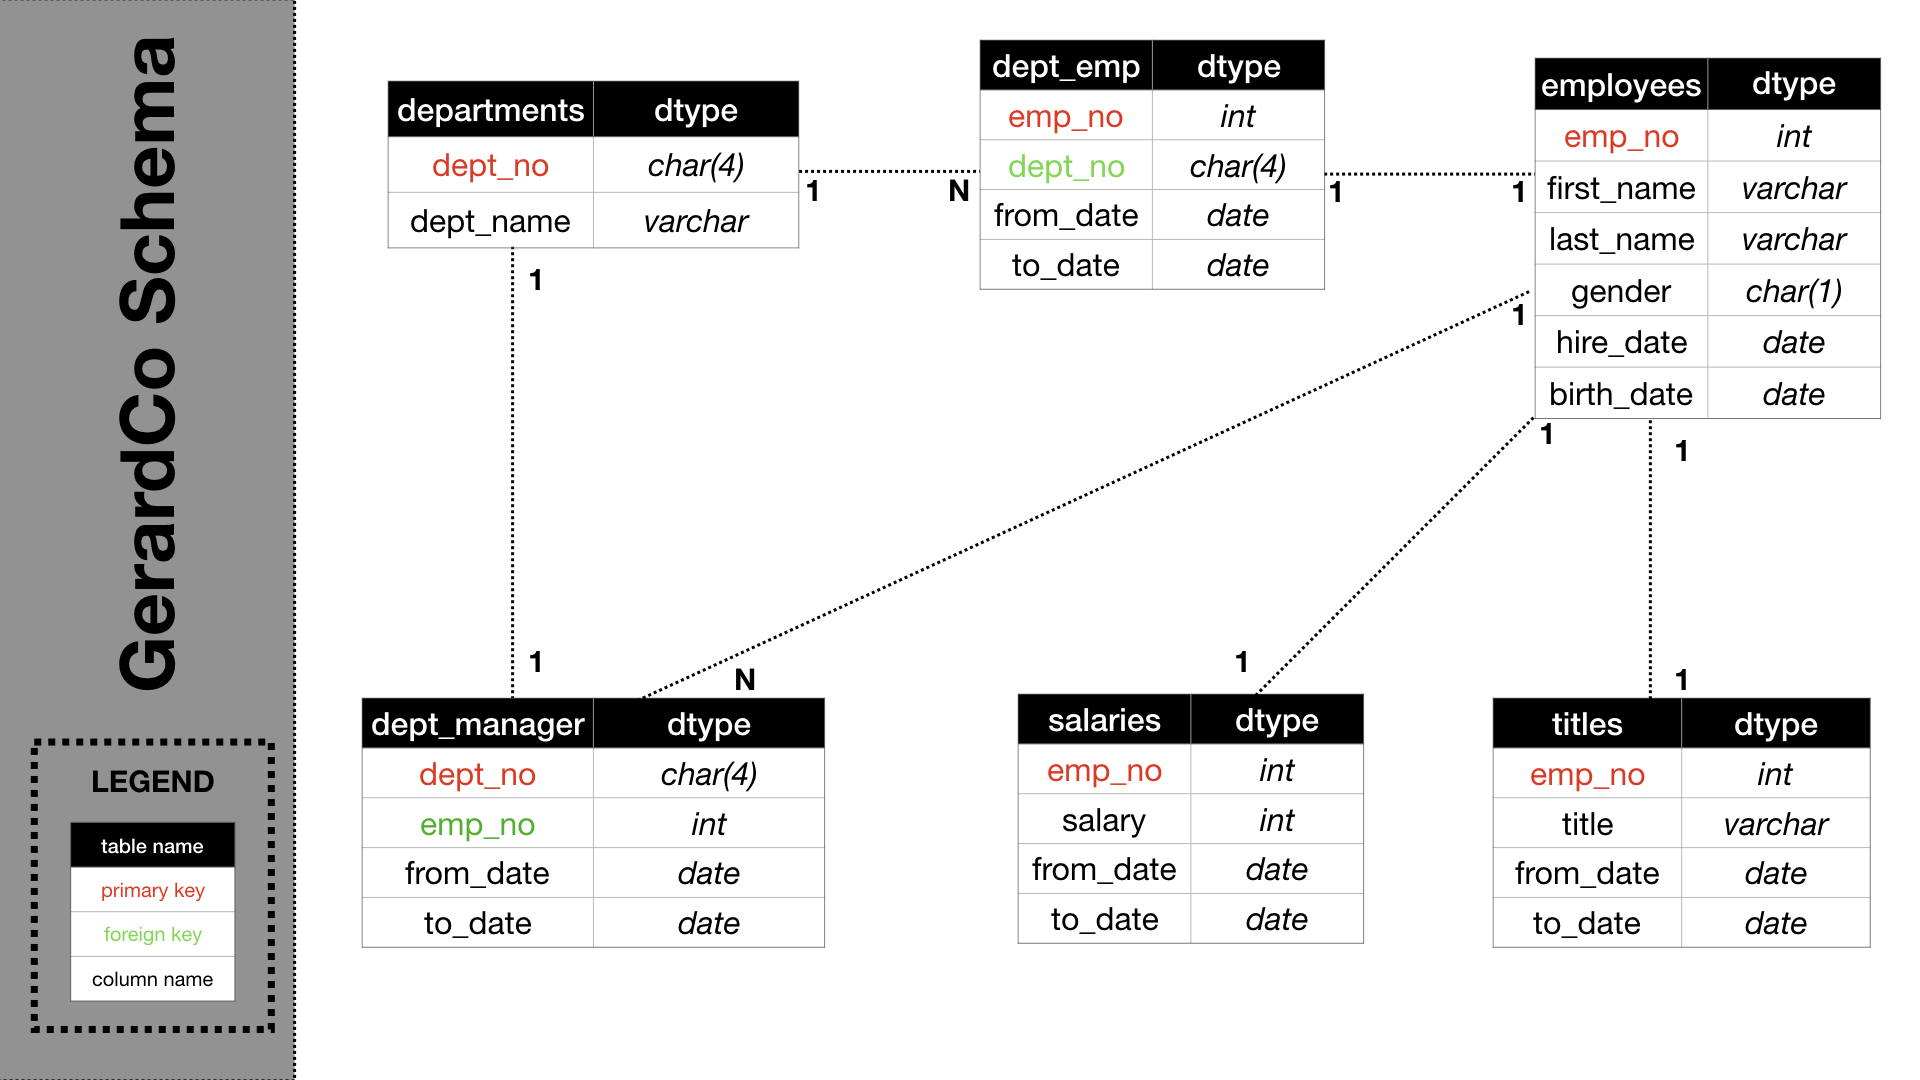 GerardCo Schema
LEGEND
table name
primary key
foreign key
column name
departments dtype
dept_no char(4)
dept_name varchar
1
N
1
1
dept_emp dtype
emp_no int
dept_no char(4)
from_date date
to_date date
1
1
employees dtype
emp_no int
first_name varchar
last_name varchar
gender char(1)
hire_date date
birth_date date
1
N
1
1
1
1
dept_manager dtype
dept_no char(4)
emp_no int
from_date date
to_date date
salaries dtype
emp_no int
salary int
from_date date
to_date date
titles dtype
emp_no int
title varchar
from_date date
to_date date